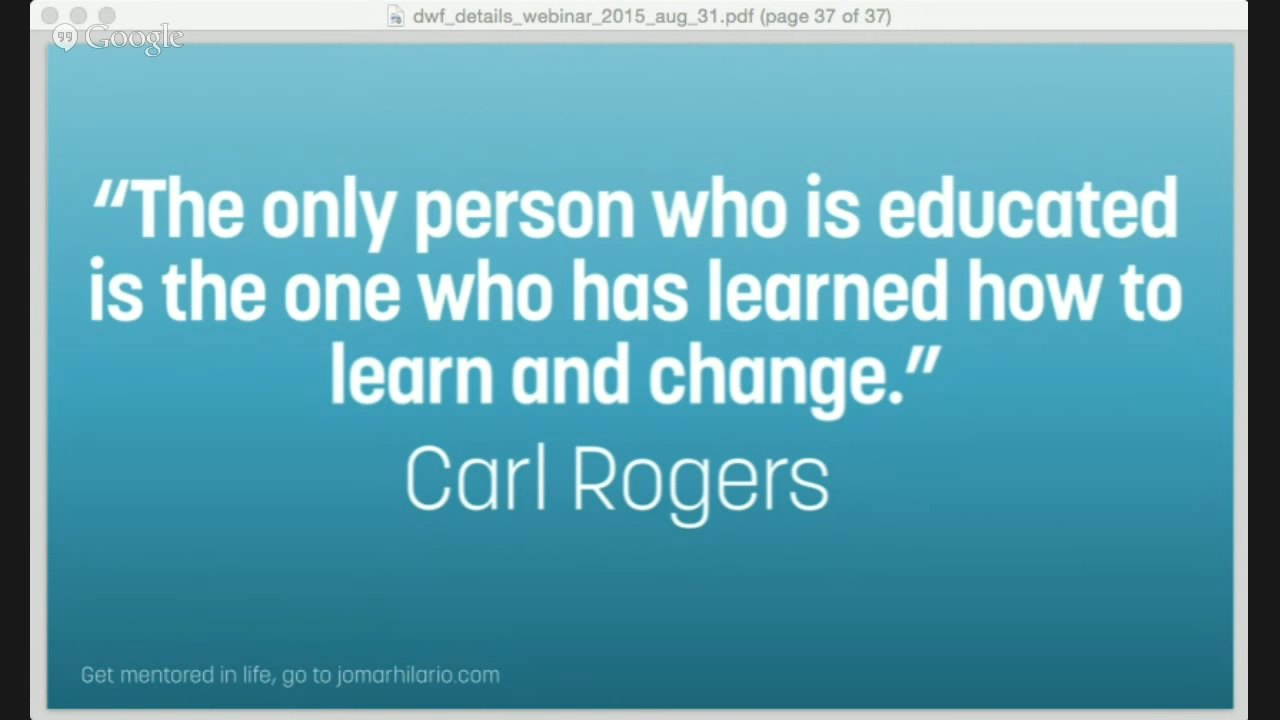 dwf_details_webinar_2015_aug_31.pdf (page 37 of 37)
Google
“The only person who is educated
is the one who has learned how to
learn and change.”
Carl Rogers
Get mentored in life, go to jomarhilario.com